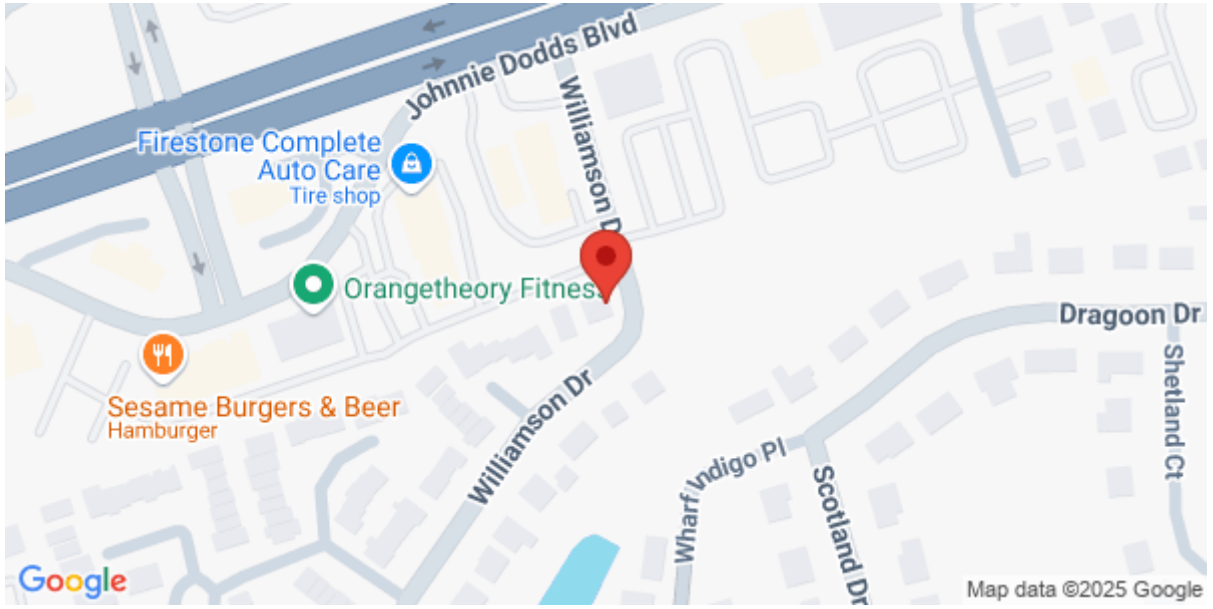 Johnnie Dodds Blvd
Williamson D
Firestone Complete
Auto Care
Tire shop
Orangetheory Fitness
Dragoon Dr
Shetland Ct
Sesame Burgers & Beer
Hamburger
Williamson Dr
Wharf Indigo Pl
Scotland Dr
Google
Map data ©2025 Google